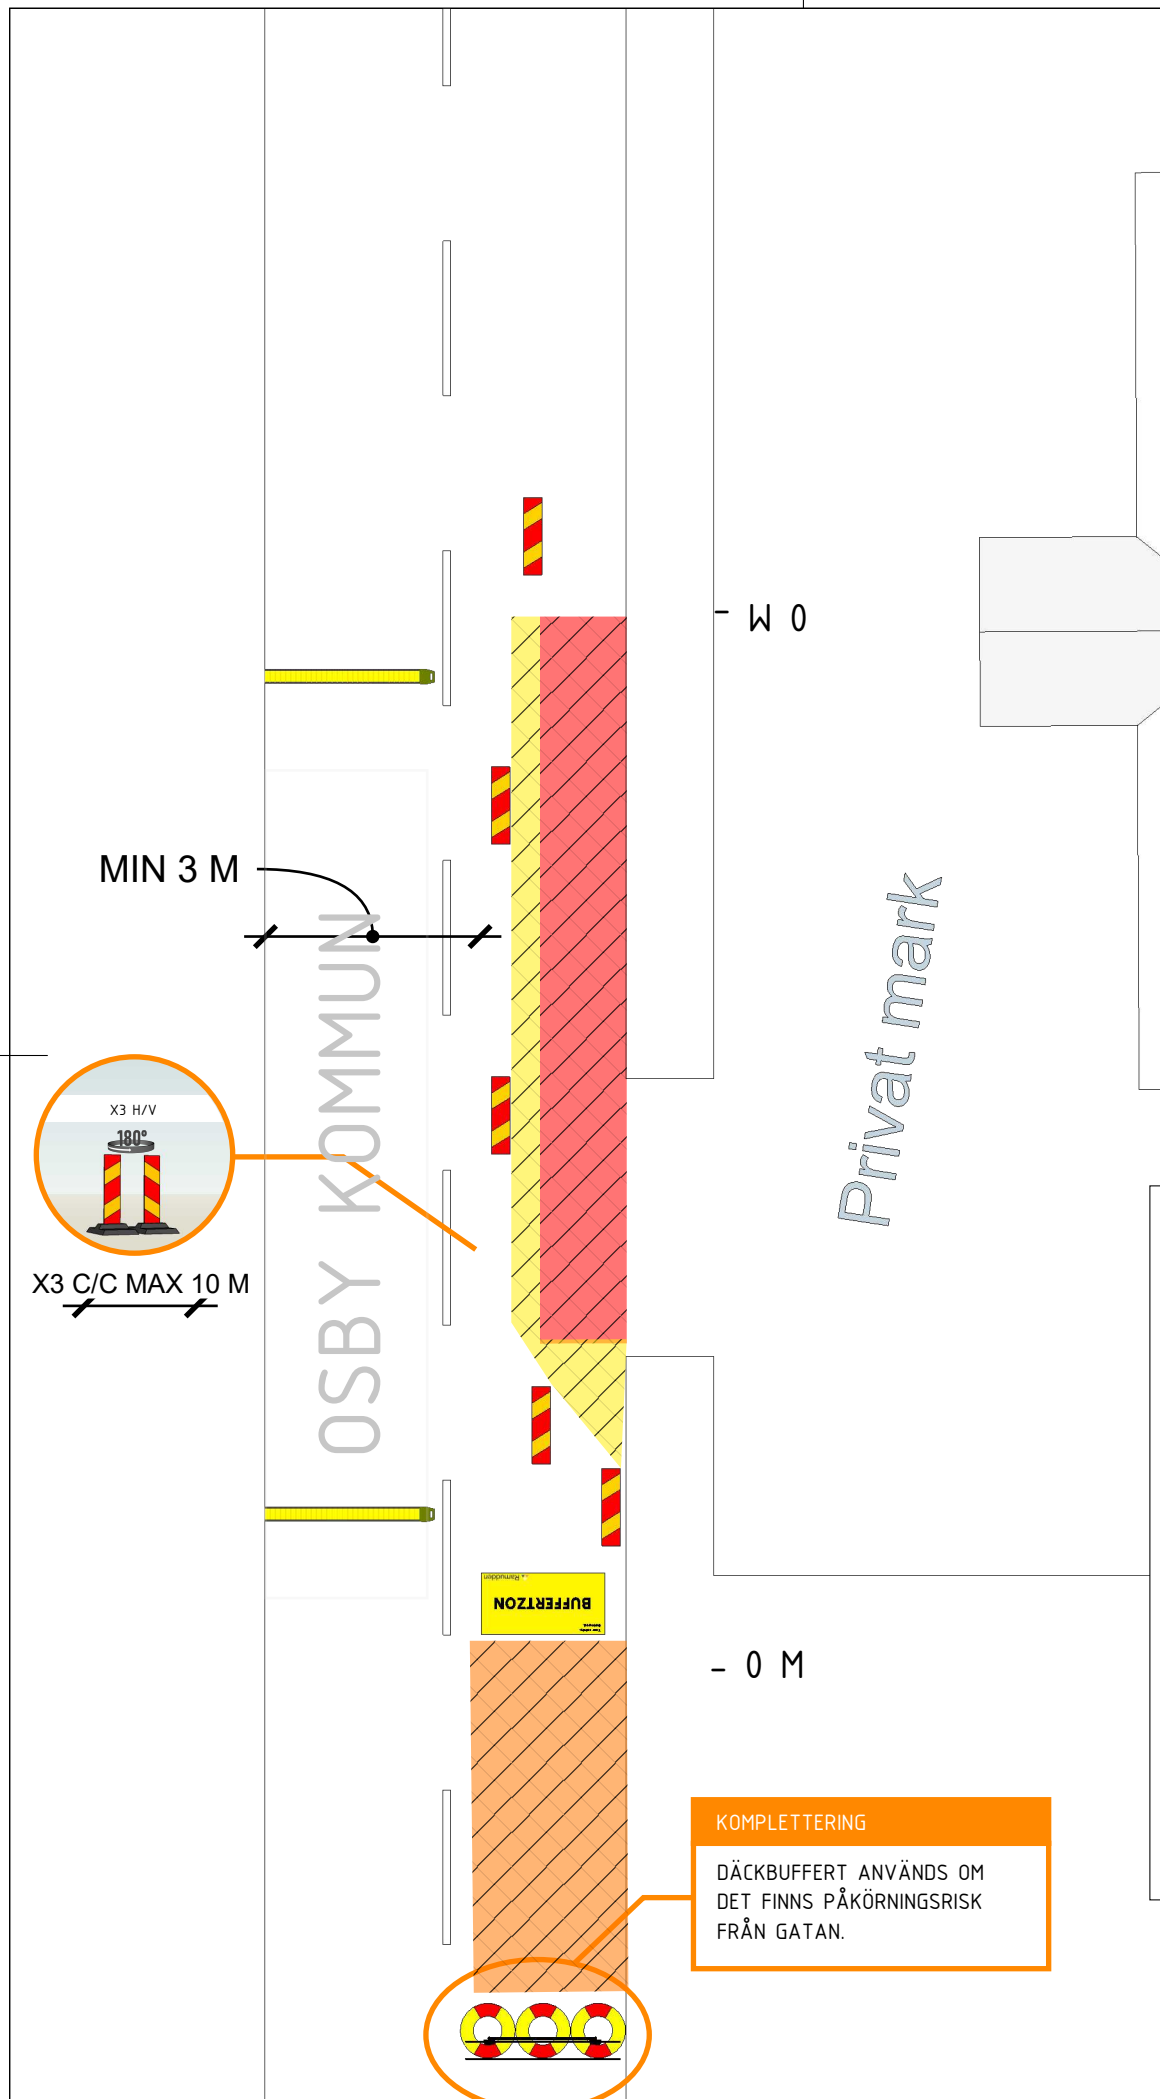 - W 0
MIN 3 M
OSBY KOMMUN
Privat mark
X3 H/V
180°
X3 C/C MAX 10 M
Ramudden
BUFFERTZON
- 0 M
KOMPLETTERING
DÄCKBUFFERT ANVÄNDS OM
DET FINNS PÅKÖRNINGSRISK
FRÅN GATAN.